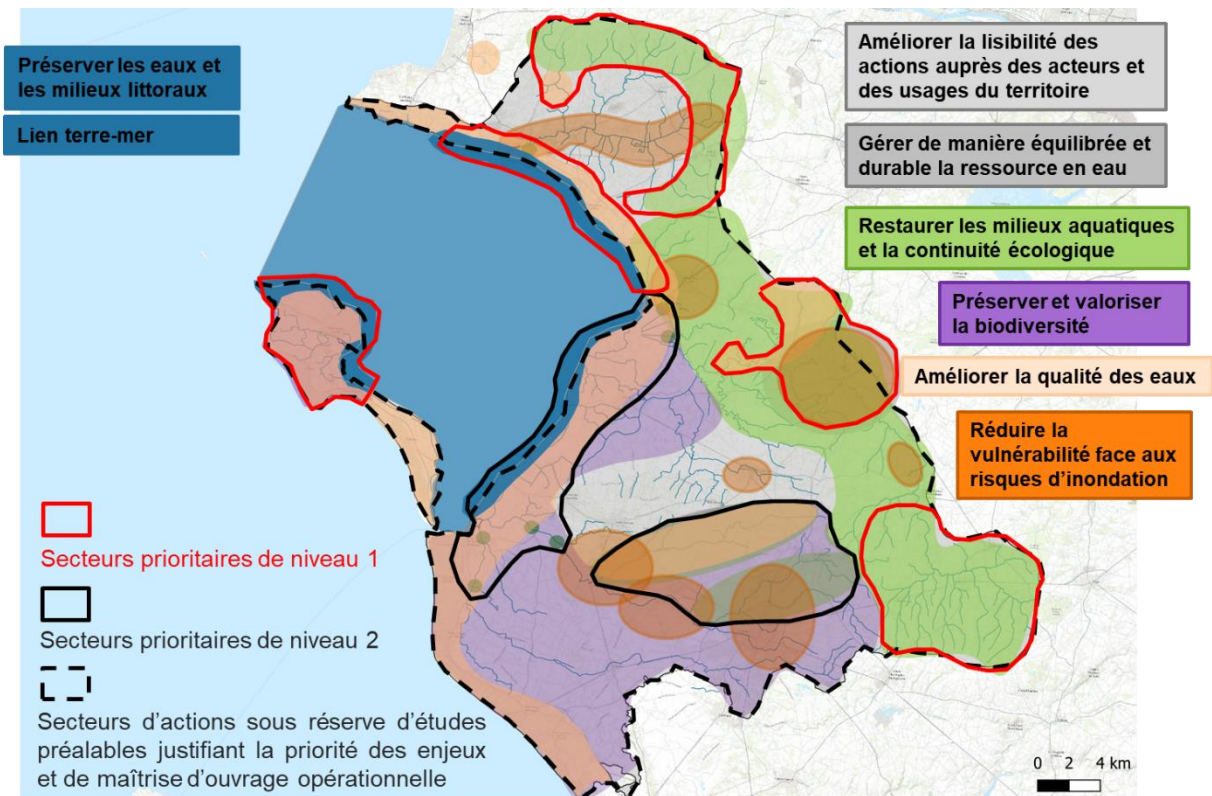 Préserver les eaux et
les milieux littoraux
Lien terre-mer
Améliorer la lisibilité des
actions auprès des acteurs et
des usages du territoire
Gérer de manière équilibrée et
durable la ressource en eau
Restaurer les milieux aquatiques
et la continuité écologique
Préserver et valoriser
la biodiversité
Améliorer la qualité des eaux
Réduire la
vulnérabilité face aux
risques d'inondation
Secteurs prioritaires de niveau 1
Secteurs prioritaires de niveau 2
Secteurs d'actions sous réserve d'études
préalables justifiant la priorité des enjeux
et de maîtrise d'ouvrage opérationnelle
0 2 4 km